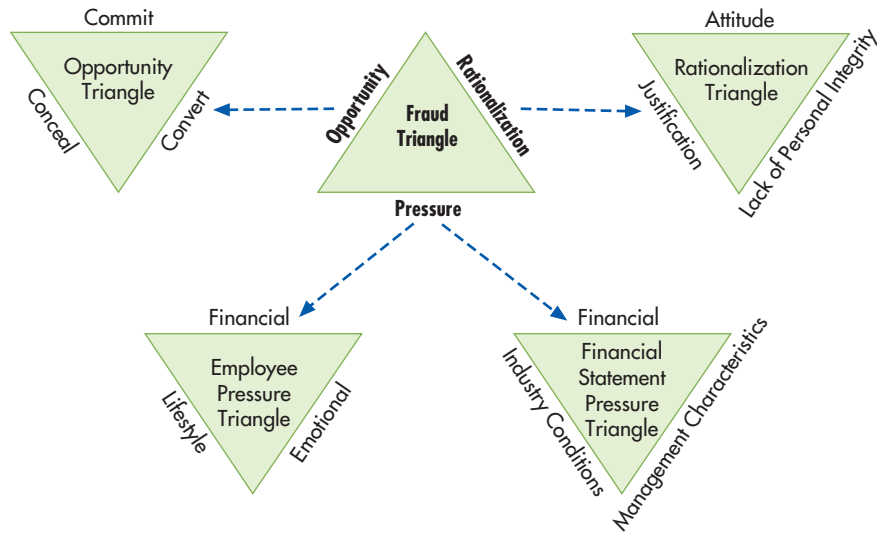 Commit
Opportunity
Triangle
Conceal
Convert
Opportunity
Rationalization
Fraud
Triangle
Pressure
Attitude
Rationalization
Triangle
Justification
Lack of Personal Integrity
Financial
Employee
Pressure
Triangle
Lifestyle
Emotional
Financial
Financial
Statement
Pressure
Triangle
Industry Conditions
Management Characteristics